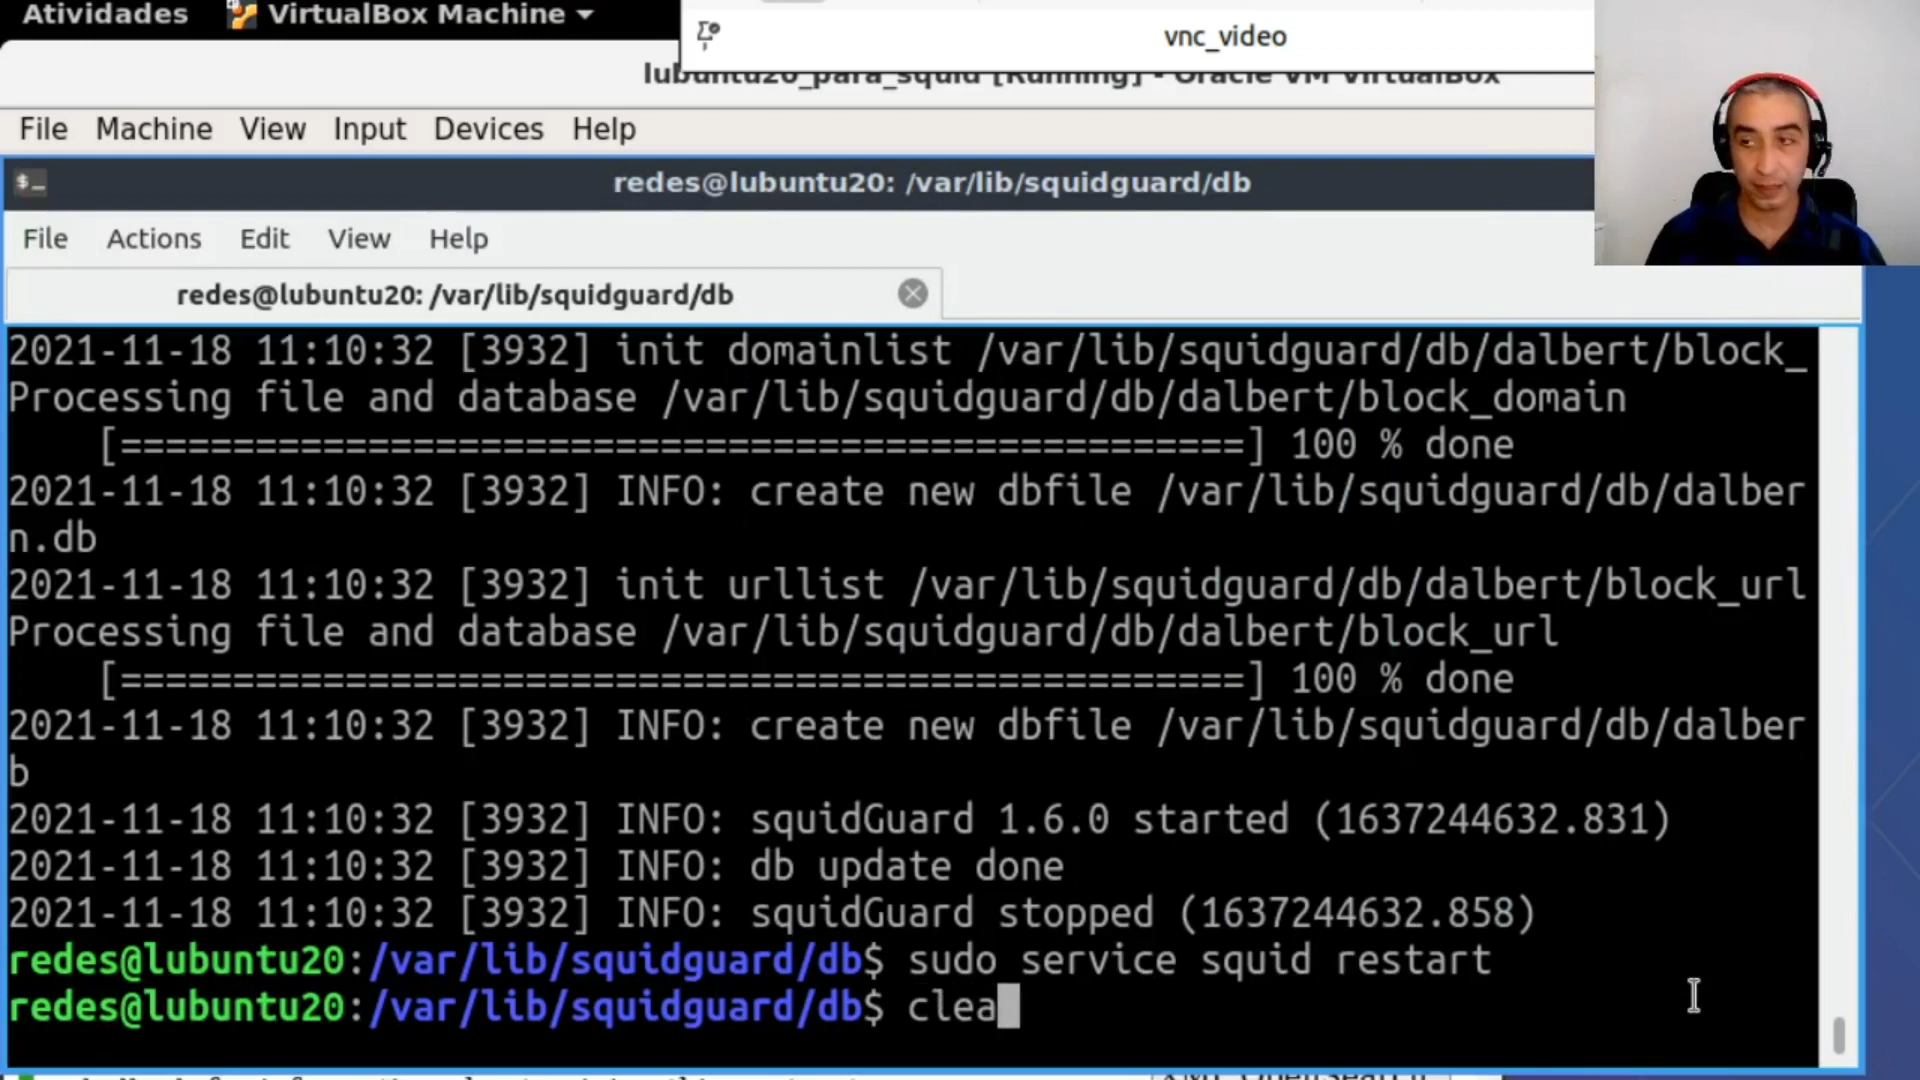 Atividades VirtualBox Machine
vnc_video
lubuntu20_para_squid [Running] - Oracle VM VirtualBox
File Machine View Input Devices Help
redes@lubuntu20: /var/lib/squidguard/db
File Actions Edit View Help
redes@lubuntu20: /var/lib/squidguard/db
2021-11-18 11:10:32 [3932] init domainlist /var/lib/squidguard/db/dalbert/block_
Processing file and database /var/lib/squidguard/db/dalbert/block_domain
[==================================================] 100 % done
2021-11-18 11:10:32 [3932] INFO: create new dbfile /var/lib/squidguard/db/dalber
n.db
2021-11-18 11:10:32 [3932] init urllist /var/lib/squidguard/db/dalbert/block_url
Processing file and database /var/lib/squidguard/db/dalbert/block_url
[==================================================] 100 % done
2021-11-18 11:10:32 [3932] INFO: create new dbfile /var/lib/squidguard/db/dalber
b
2021-11-18 11:10:32 [3932] INFO: squidGuard 1.6.0 started (1637244632.831)
2021-11-18 11:10:32 [3932] INFO: db update done
2021-11-18 11:10:32 [3932] INFO: squidGuard stopped (1637244632.858)
redes@lubuntu20:/var/lib/squidguard/db$ sudo service squid restart
redes@lubuntu20:/var/lib/squidguard/db$ clea